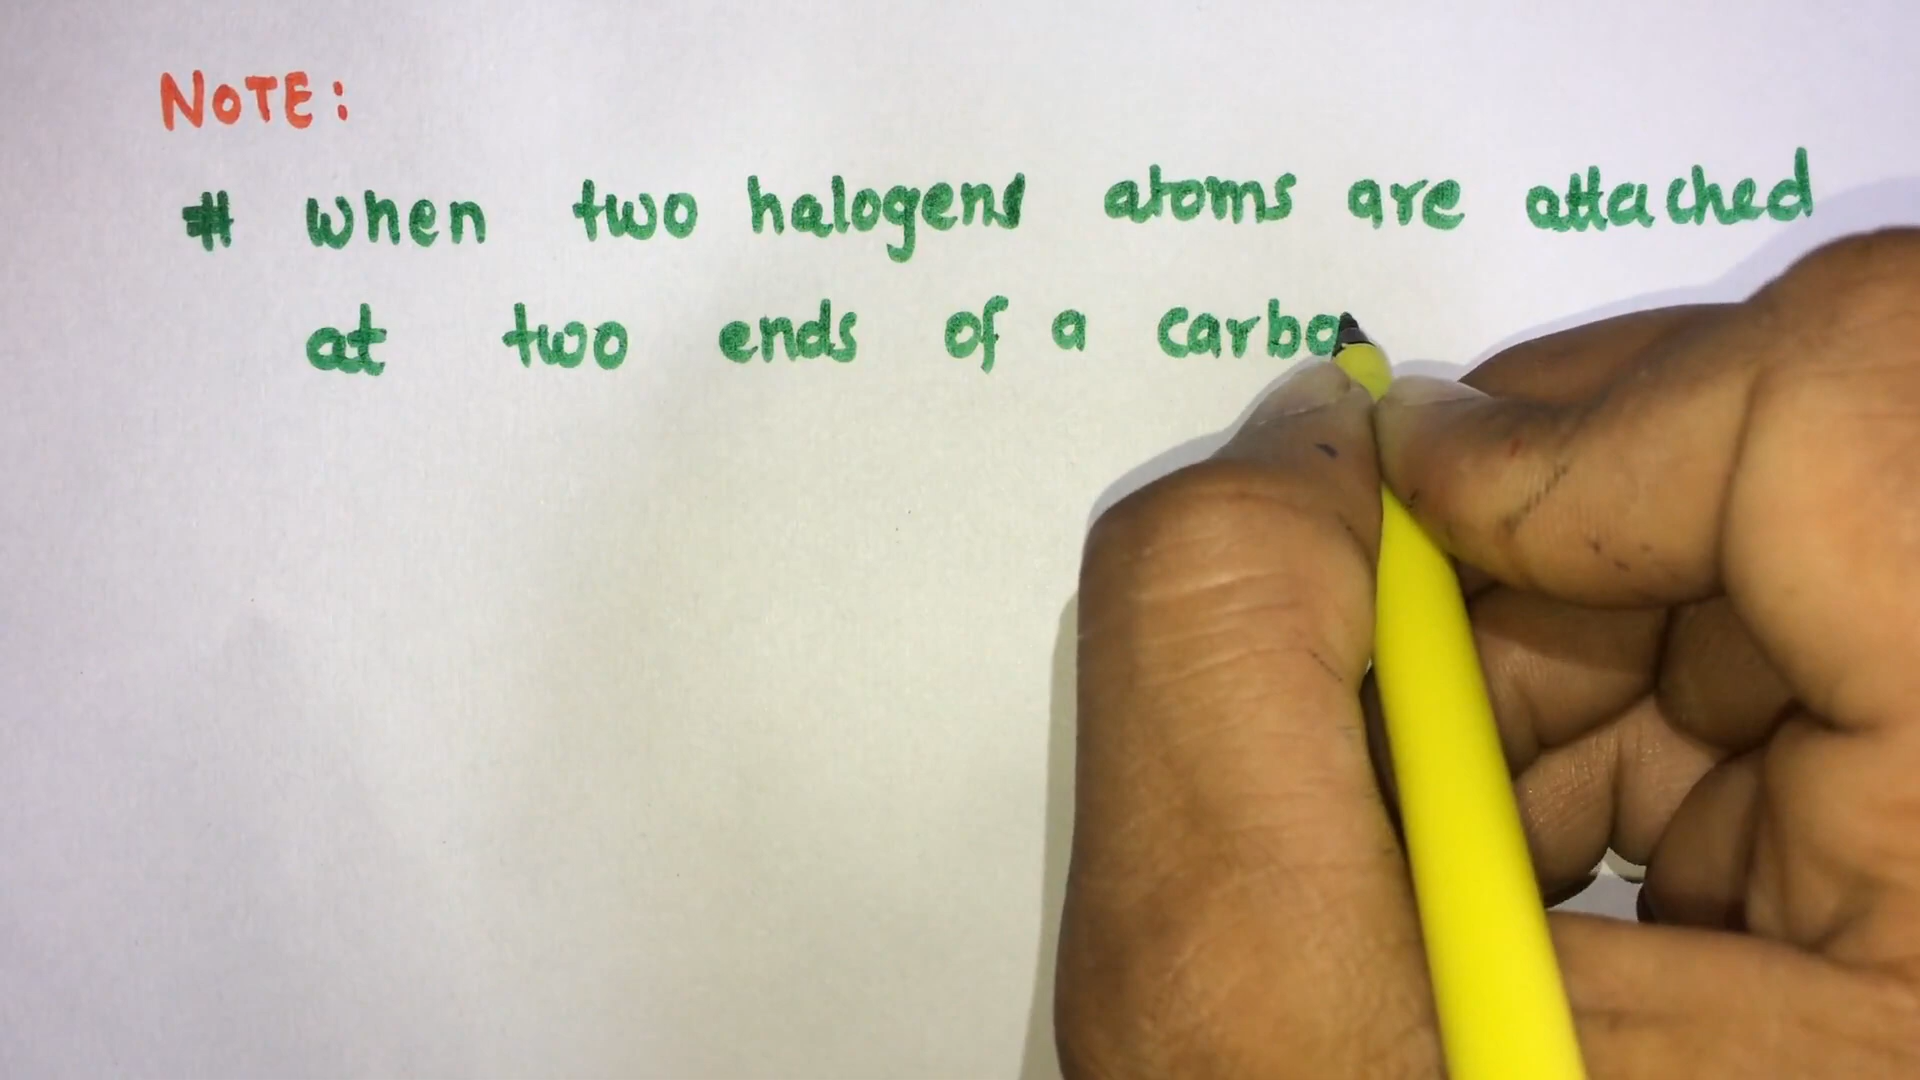 NOTE:
# when two halogens atoms are attached
at two ends of a carbo